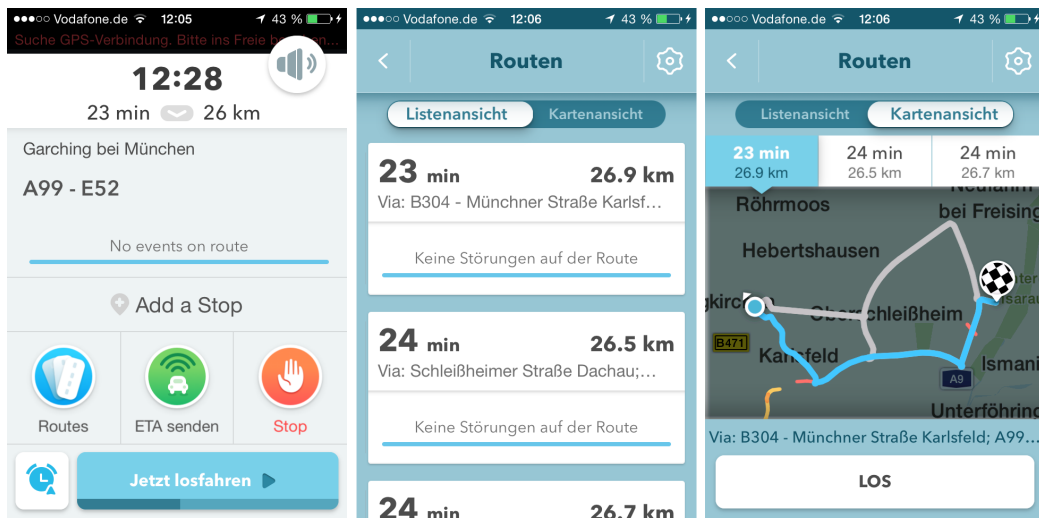 Vodafone.de 12:05 43 %
Suche GPS-Verbindung. Bitte ins Freie
12:28
23 min 26 km
Garching bei München
A99 - E52
No events on route
Add a Stop
Routes ETA senden Stop
Jetzt losfahren
Vodafone.de 12:06 43 %
Routen
Listenansicht Kartenansicht
23 min 26.9 km
Via: B304 - Münchner Straße Karlsf...
Keine Störungen auf der Route
24 min 26.5 km
Via: Schleißheimer Straße Dachau;...
Keine Störungen auf der Route
24 min 26.7 km
Vodafone.de 12:06 43 %
Routen
Listenansicht Kartenansicht
23 min 24 min 24 min
26.9 km 26.5 km 26.7 km
Röhrmoos
bei Freising
Hebertshausen
Oberschleißheim
B471
Karlsfeld
Ismani
A9
Unterföhring
Via: B304 - Münchner Straße Karlsfeld; A99...
LOS